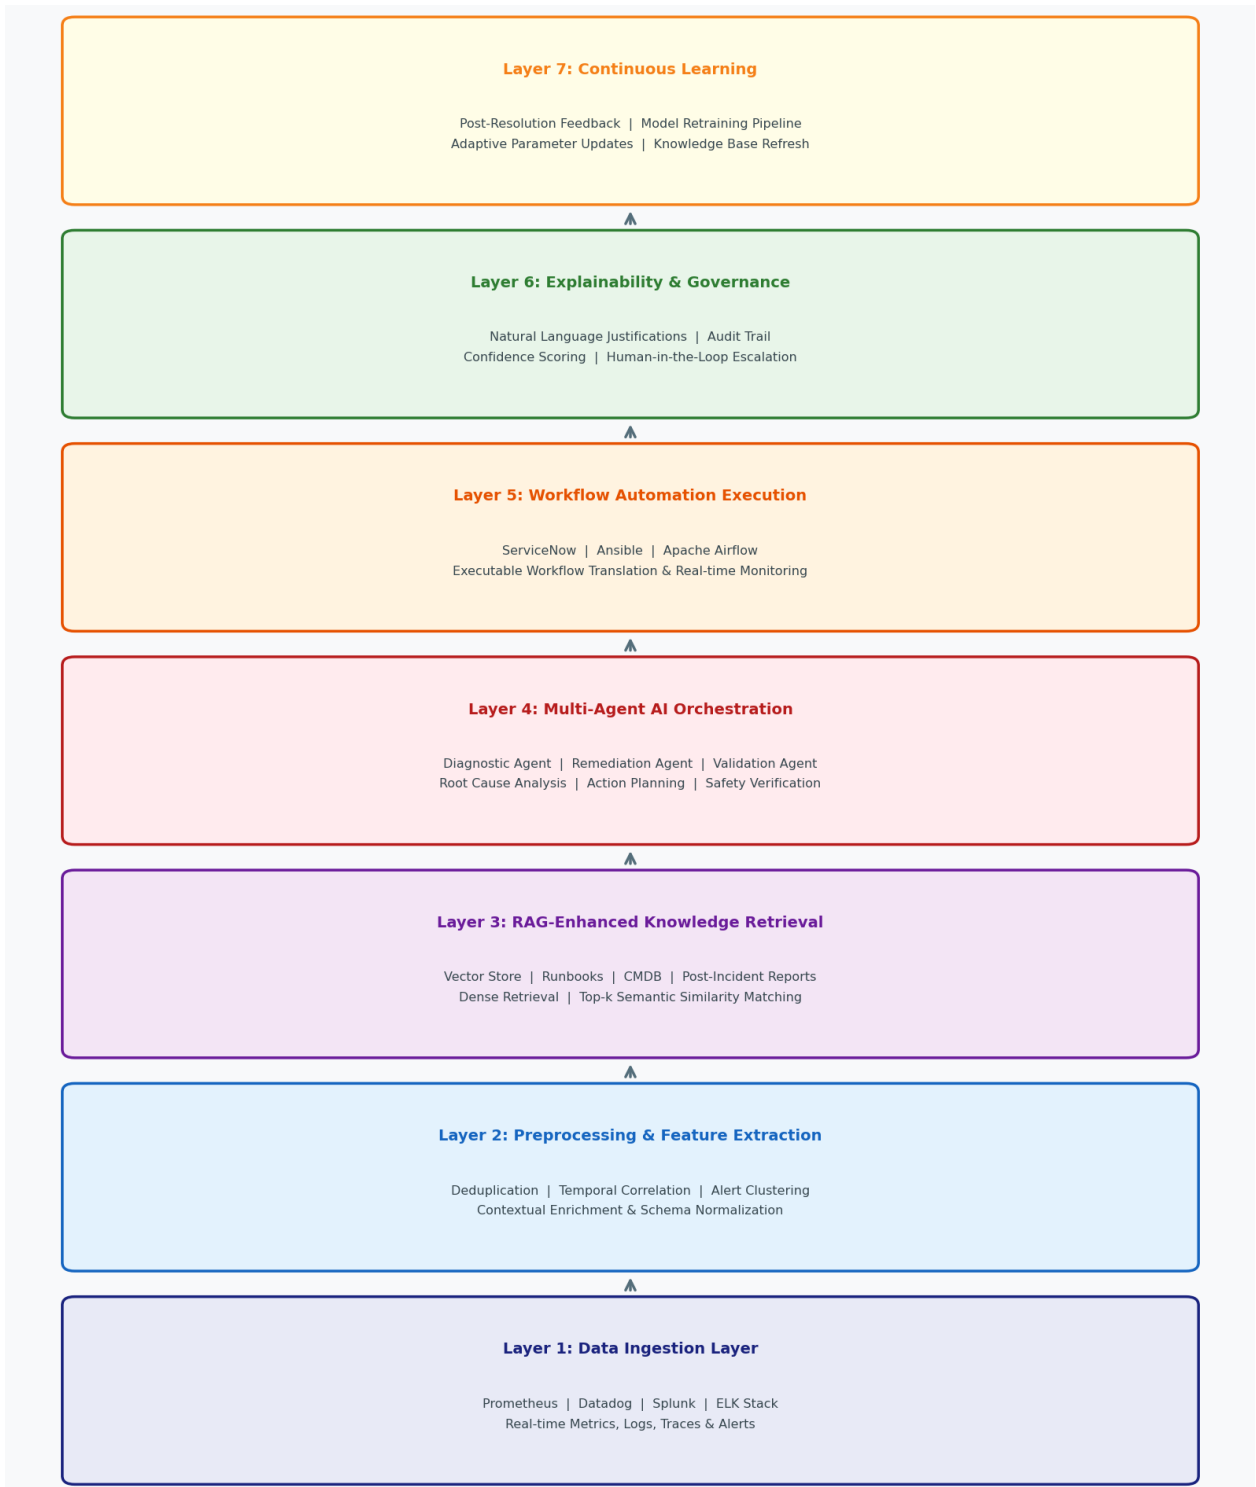 Layer 7: Continuous Learning
Post-Resolution Feedback | Model Retraining Pipeline
Adaptive Parameter Updates | Knowledge Base Refresh
Layer 6: Explainability & Governance
Natural Language Justifications | Audit Trail
Confidence Scoring | Human-in-the-Loop Escalation
Layer 5: Workflow Automation Execution
ServiceNow | Ansible | Apache Airflow
Executable Workflow Translation & Real-time Monitoring
Layer 4: Multi-Agent AI Orchestration
Diagnostic Agent | Remediation Agent | Validation Agent
Root Cause Analysis | Action Planning | Safety Verification
Layer 3: RAG-Enhanced Knowledge Retrieval
Vector Store | Runbooks | CMDB | Post-Incident Reports
Dense Retrieval | Top-k Semantic Similarity Matching
Layer 2: Preprocessing & Feature Extraction
Deduplication | Temporal Correlation | Alert Clustering
Contextual Enrichment & Schema Normalization
Layer 1: Data Ingestion Layer
Prometheus | Datadog | Splunk | ELK Stack
Real-time Metrics, Logs, Traces & Alerts